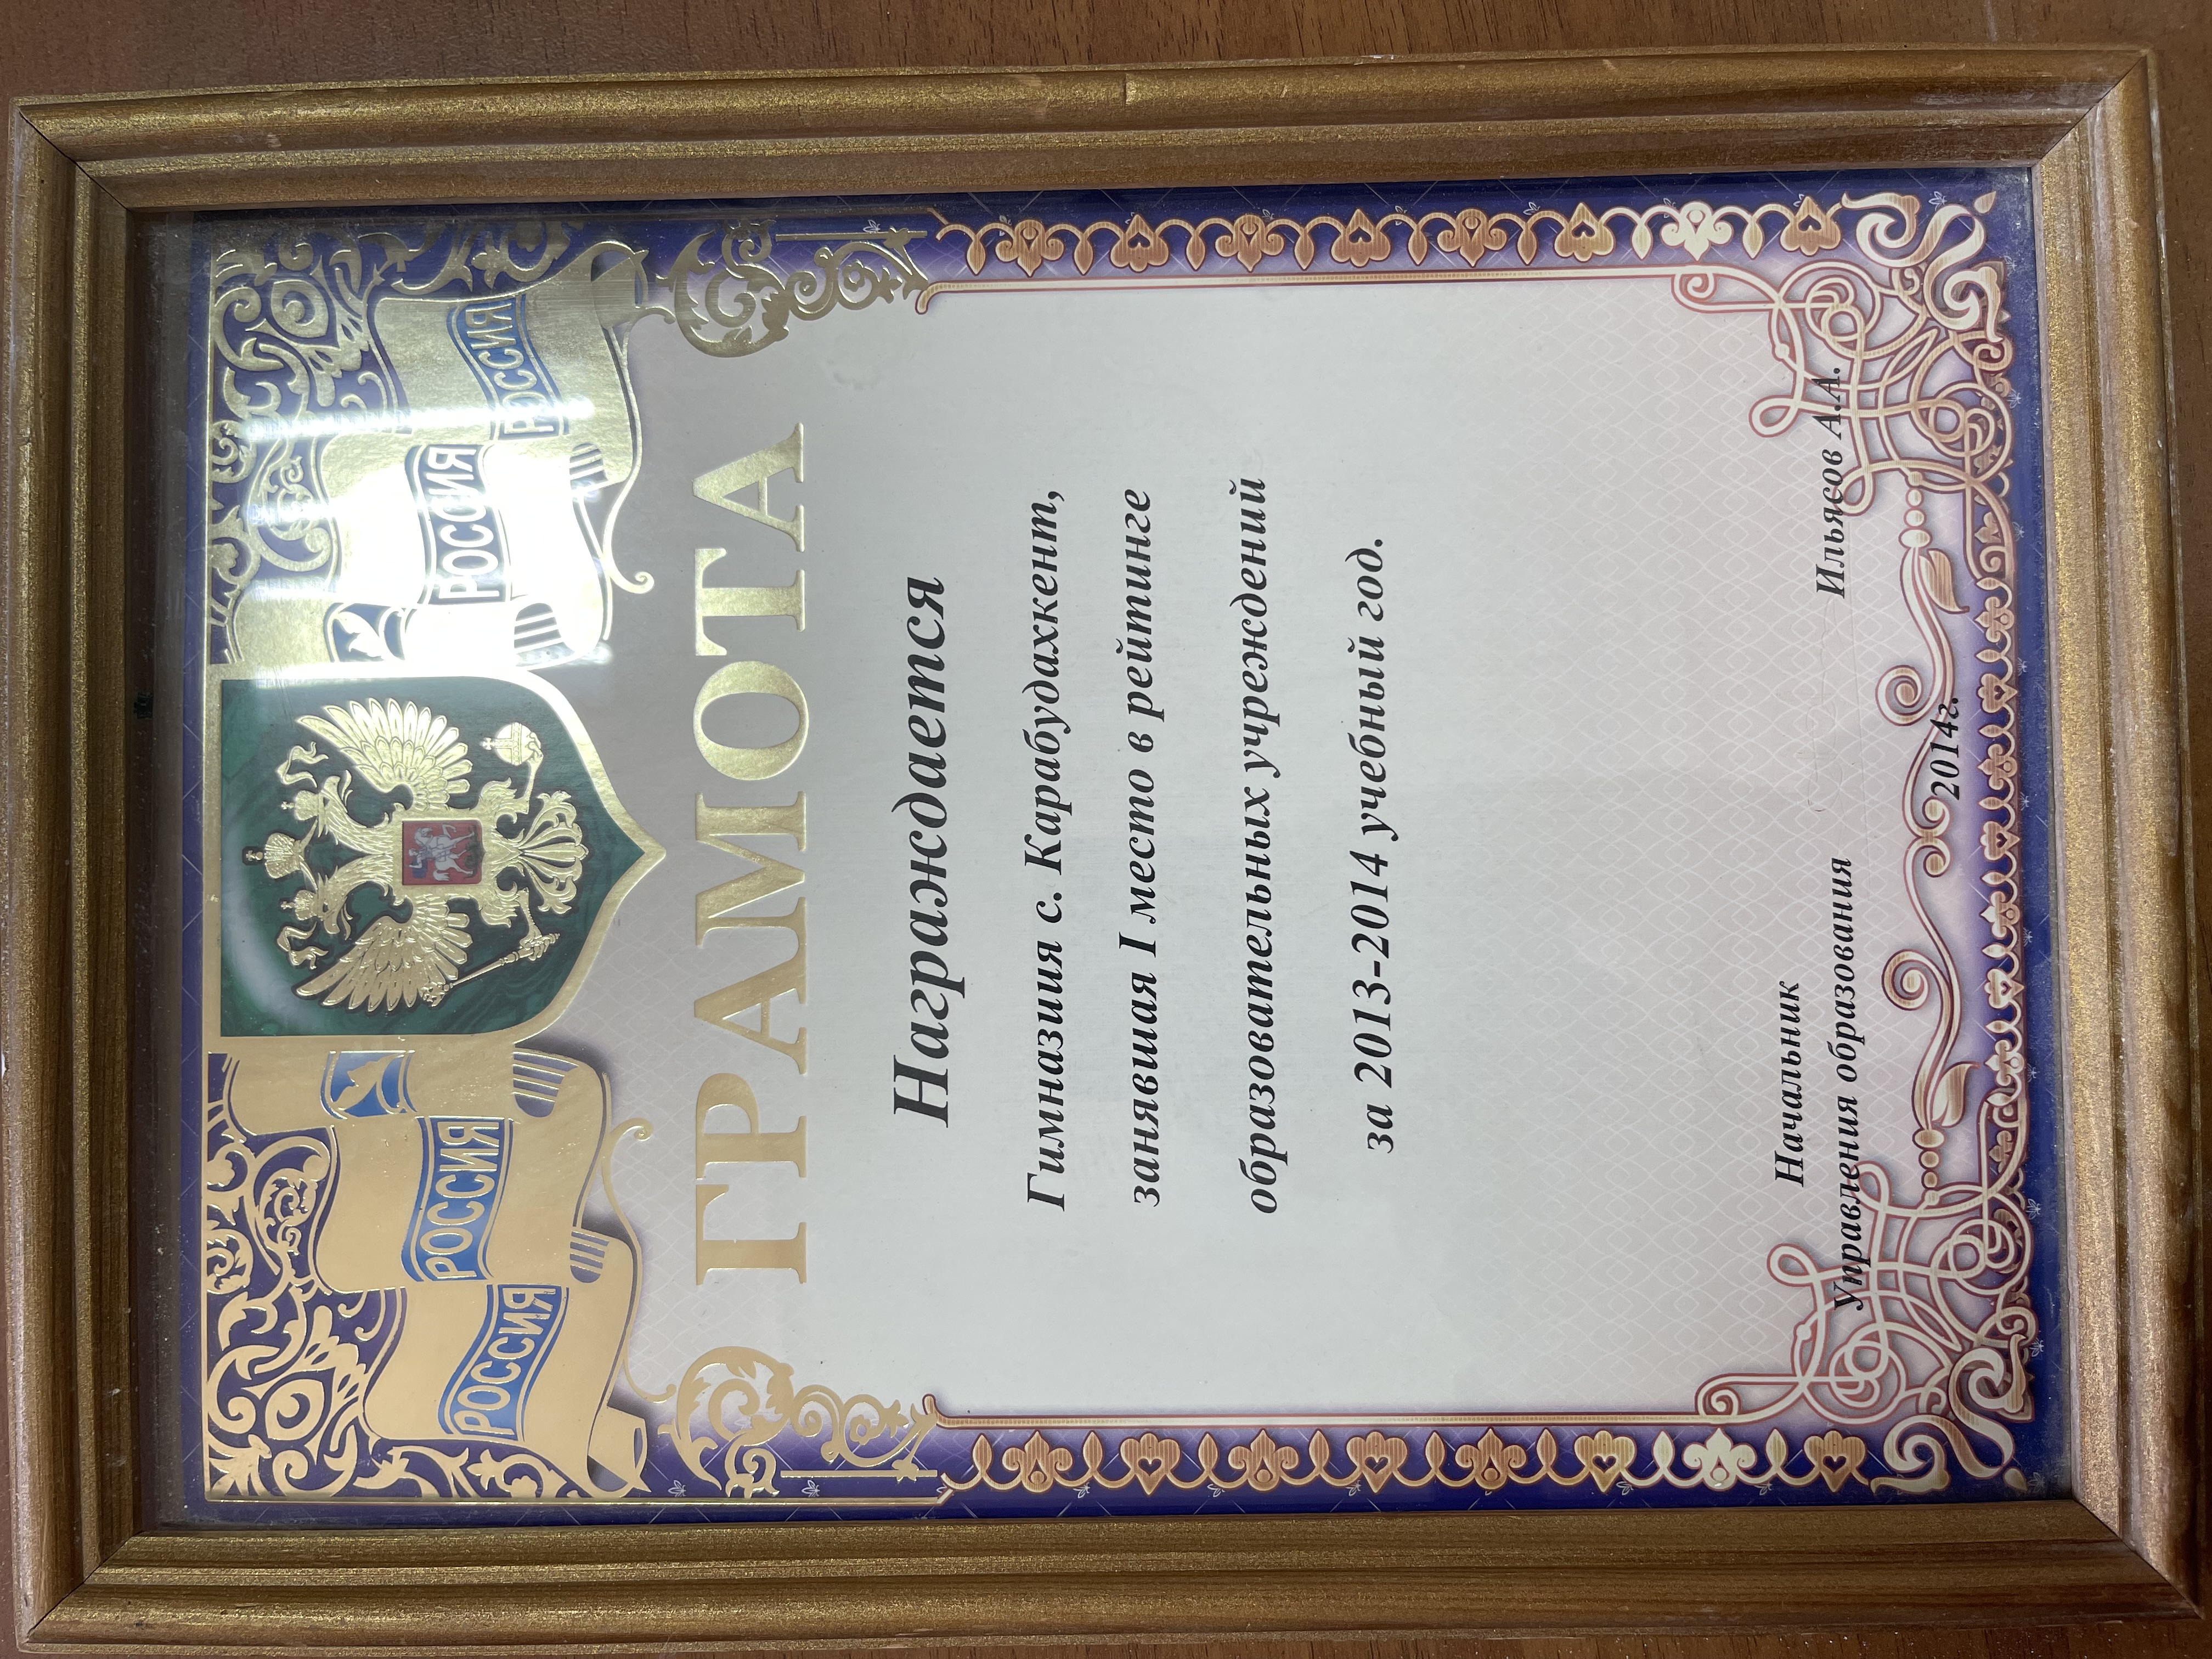 РОССИЯ
РОССИЯ
РОССИЯ
РОССИЯ
ГРАМОТА
Награждается
Гимназия с. Карабудахкент,
занявшая I место в рейтинге
образовательных учреждений
за 2013-2014 учебный год.
Начальник
Управления образования Ильясов А.А.
2014г.